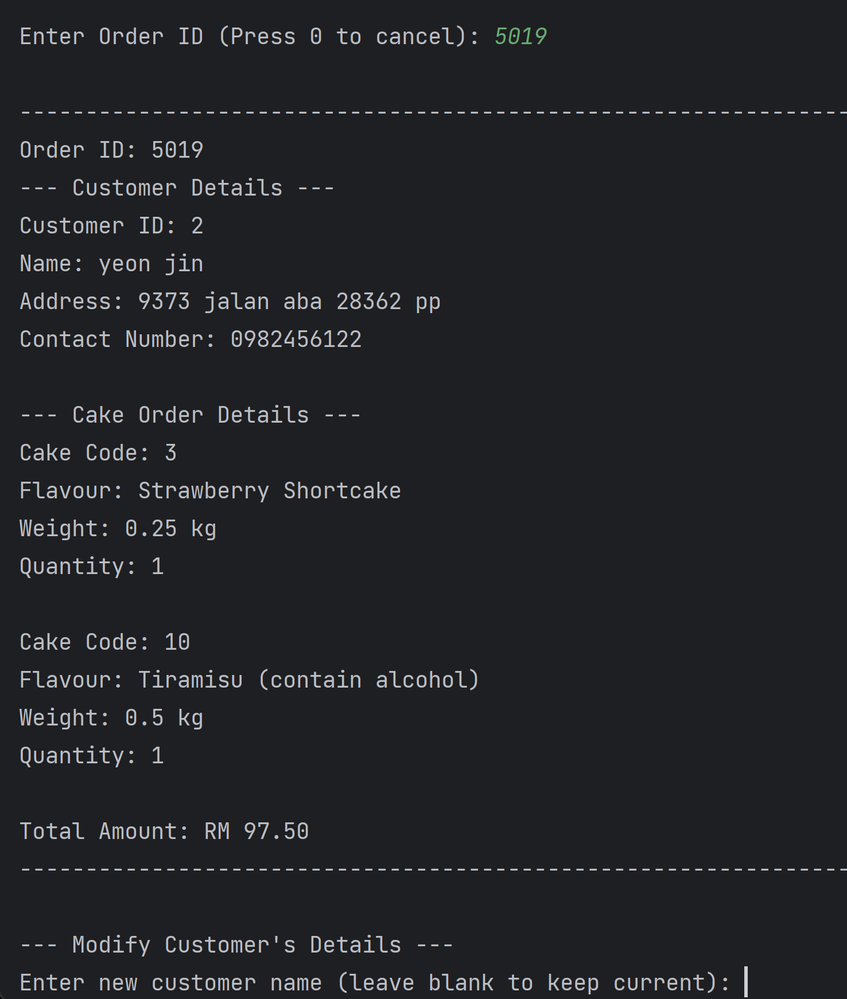 Enter Order ID (Press 0 to cancel): 5019
---------------------------------------------------------------
Order ID: 5019
--- Customer Details ---
Customer ID: 2
Name: yeon jin
Address: 9373 jalan aba 28362 pp
Contact Number: 0982456122
--- Cake Order Details ---
Cake Code: 3
Flavour: Strawberry Shortcake
Weight: 0.25 kg
Quantity: 1
Cake Code: 10
Flavour: Tiramisu (contain alcohol)
Weight: 0.5 kg
Quantity: 1
Total Amount: RM 97.50
---------------------------------------------------------------
--- Modify Customer's Details ---
Enter new customer name (leave blank to keep current):